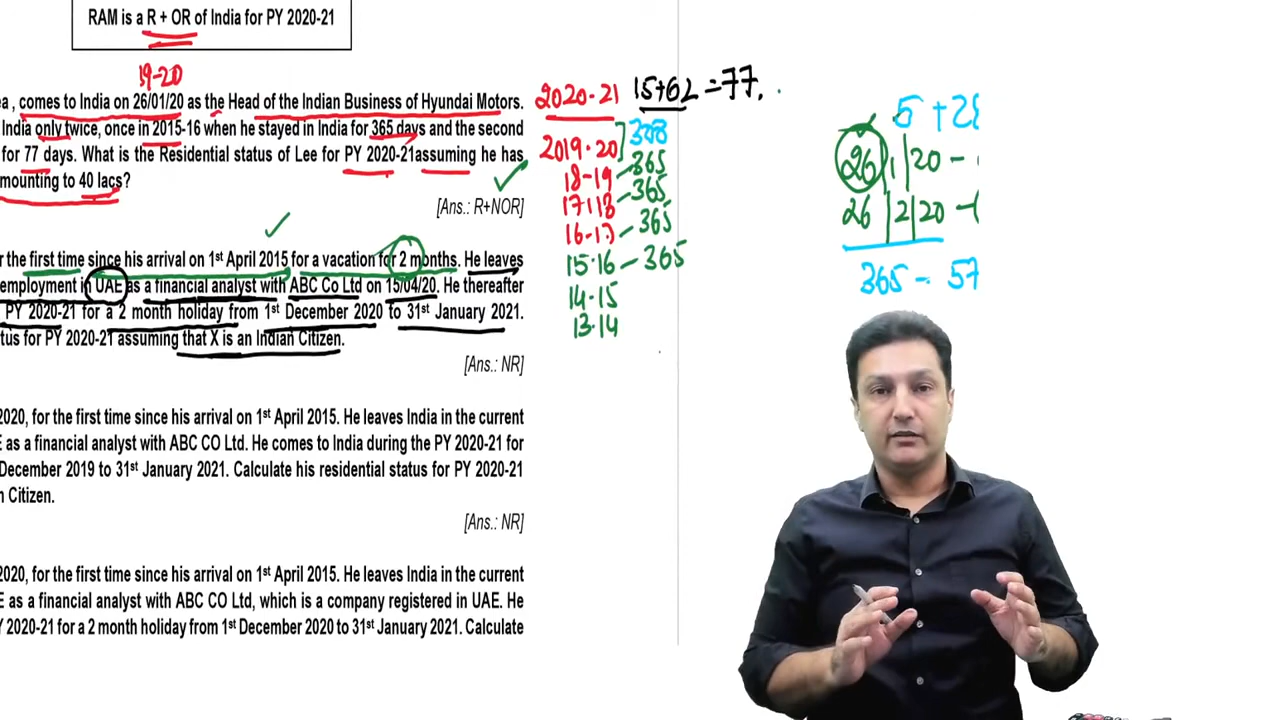 RAM is a R + OR of India for PY 2020-21
19-20
ea , comes to India on 26/01/20 as the Head of the Indian Business of Hyundai Motors.
India only twice, once in 2015-16 when he stayed in India for 365 days and the second
for 77 days. What is the Residential status of Lee for PY 2020-21assuming he has
mounting to 40 lacs?
[Ans.: R+NOR]
r the first time since his arrival on 1st April 2015 for a vacation for 2 months. He leaves
employment in UAE as a financial analyst with ABC Co Ltd on 15/04/20. He thereafter
PY 2020-21 for a 2 month holiday from 1st December 2020 to 31st January 2021.
tus for PY 2020-21 assuming that X is an Indian Citizen.
[Ans.: NR]
2020, for the first time since his arrival on 1st April 2015. He leaves India in the current
E as a financial analyst with ABC CO Ltd. He comes to India during the PY 2020-21 for
December 2019 to 31st January 2021. Calculate his residential status for PY 2020-21
n Citizen.
[Ans.: NR]
2020, for the first time since his arrival on 1st April 2015. He leaves India in the current
E as a financial analyst with ABC CO Ltd, which is a company registered in UAE. He
Y 2020-21 for a 2 month holiday from 1st December 2020 to 31st January 2021. Calculate
2020-21 15+62 = 77.
2019.20 308
18-19 - 365
17.18 - 365
16-17 - 365
15.16 - 365
14-15
13.14
5 + 28
26|1|20 -
26|2|20 -
365 - 57